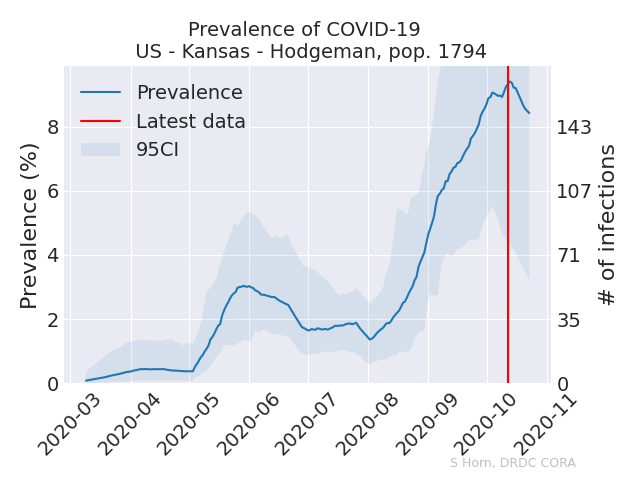 Prevalence of COVID-19
US - Kansas - Hodgeman, pop. 1794
Prevalence
Latest data
95CI
Prevalence (%)
8
6
4
2
0
143
107
71
35
0
# of infections
2020-03
2020-04
2020-05
2020-06
2020-07
2020-08
2020-09
2020-10
2020-11
S Horn, DRDC CORA